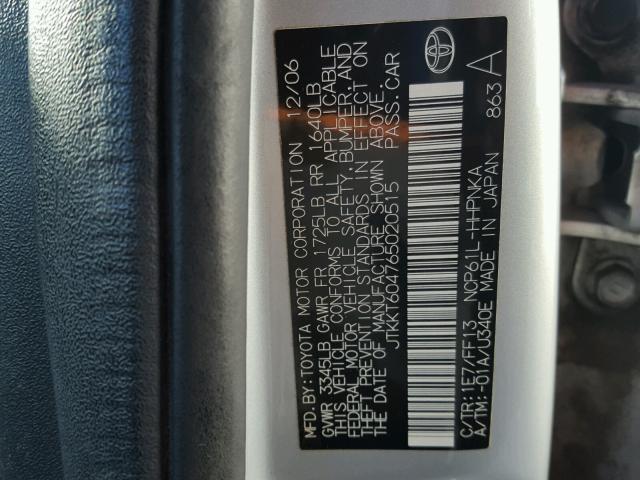 MFD.BY:TOYOTA MOTOR CORPORATION 12/06
GVWR 3345LB GAWR FR 1725LB RR 1640LB
THIS VEHICLE CONFORMS TO ALL APPLICABLE
FEDERAL MOTOR VEHICLE SAFETY,BUMPER,AND
THEFT PREVENTION STANDARDS IN EFFECT ON
THE DATE OF MANUFACTURE SHOWN ABOVE.
JTKKT604765020515 PASS.CAR
C/TR:1E7/FF13 NCP61L-HHPNKA
A/TM:-01A/U340E MADE IN JAPAN 863 A